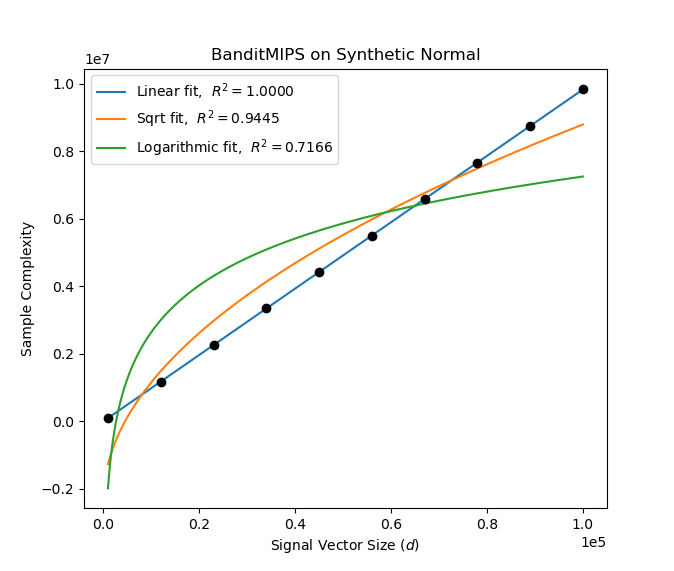 BanditMIPS on Synthetic Normal
1e7
Linear fit, R² = 1.0000
Sqrt fit, R² = 0.9445
Logarithmic fit, R² = 0.7166
1.0
0.8
0.6
0.4
0.2
0.0
−0.2
Sample Complexity
0.0 0.2 0.4 0.6 0.8 1.0
1e5
Signal Vector Size (d)